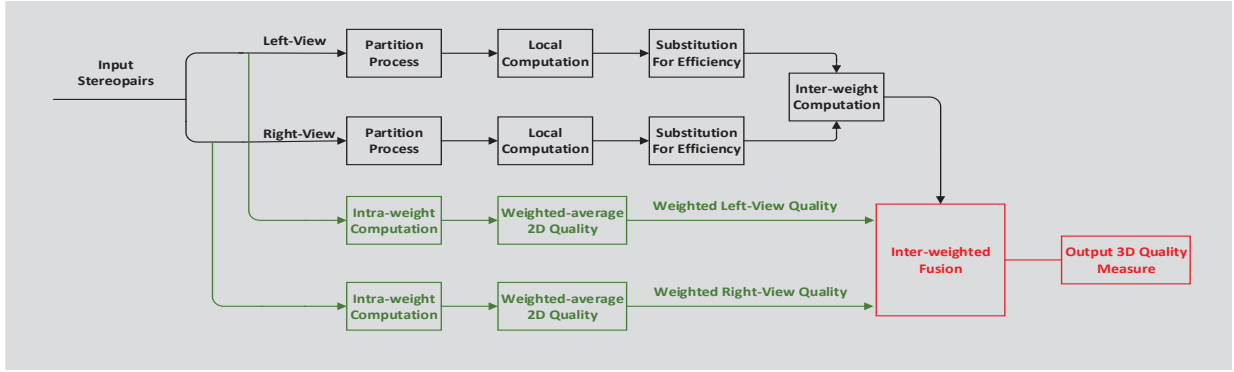 Input
Stereopairs
Left-View
Partition
Process
Local
Computation
Substitution
For Efficiency
Inter-weight
Computation
Right-View
Partition
Process
Local
Computation
Substitution
For Efficiency
Intra-weight
Computation
Weighted-average
2D Quality
Weighted Left-View Quality
Inter-weighted
Fusion
Output 3D Quality
Measure
Intra-weight
Computation
Weighted-average
2D Quality
Weighted Right-View Quality